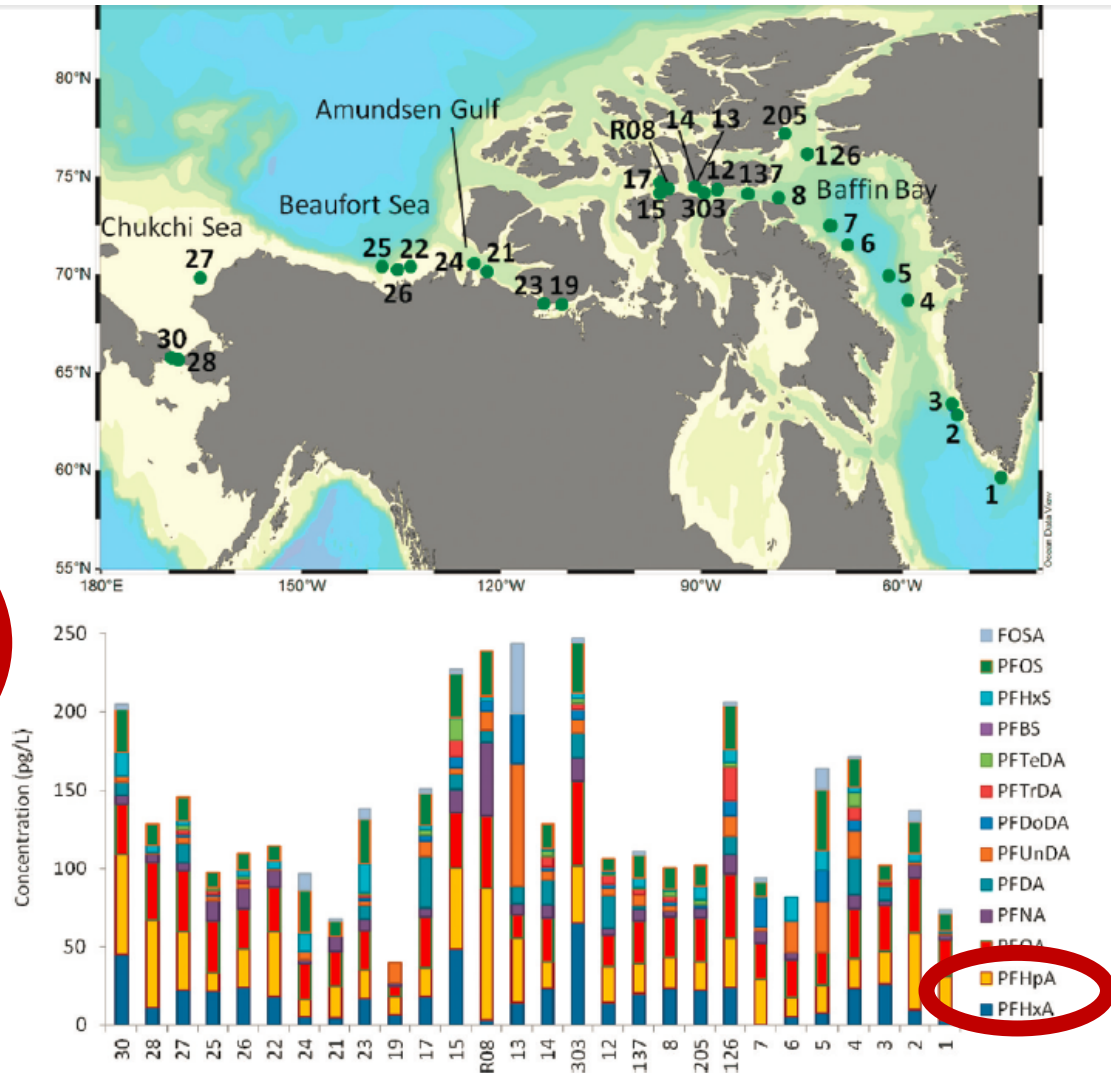 80°N
Amundsen Gulf
14
13
205
R08
12
126
17
137
75°N
15
303
8
Baffin Bay
Beaufort Sea
7
Chukchi Sea
6
27
25
22
24
21
5
70°N
26
23
19
4
30
28
65°N
3
2
60°N
1
Ocean Data View
55°N
180°E
150°W
120°W
90°W
60°W
250
200
150
100
50
0
Concentration (pg/L)
FOSA
PFOS
PFHxS
PFBS
PFTeDA
PFTrDA
PFDoDA
PFUnDA
PFDA
PFNA
PFHpA
PFHxA
30 28 27 25 26 22 24 21 23 19 17 15 R08 13 14 303 12 137 8 205 126 7 6 5 4 3 2 1